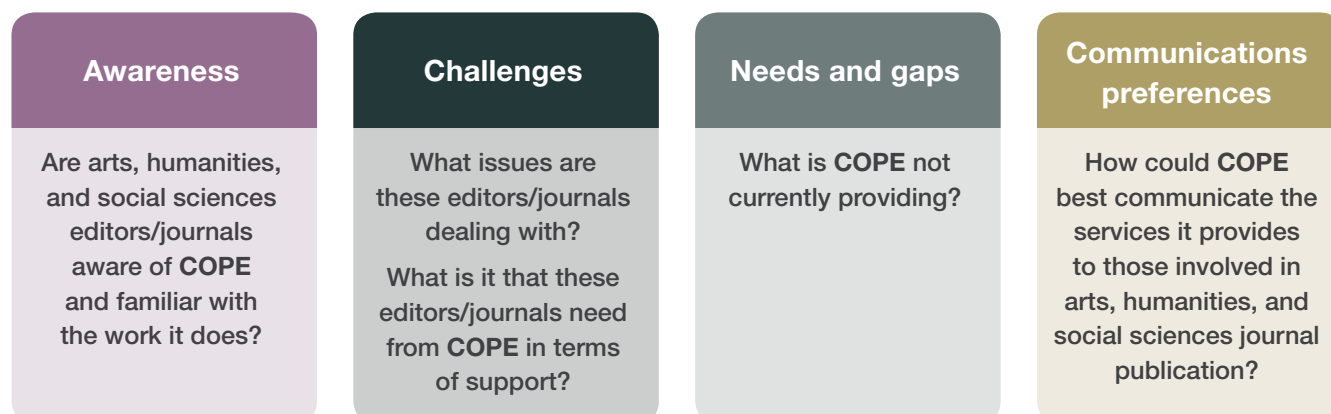 Awareness
Are arts, humanities,
and social sciences
editors/journals
aware of COPE
and familiar with
the work it does?
Challenges
What issues are
these editors/journals
dealing with?
What is it that these
editors/journals need
from COPE in terms
of support?
Needs and gaps
What is COPE not
currently providing?
Communications
preferences
How could COPE
best communicate the
services it provides
to those involved in
arts, humanities, and
social sciences journal
publication?